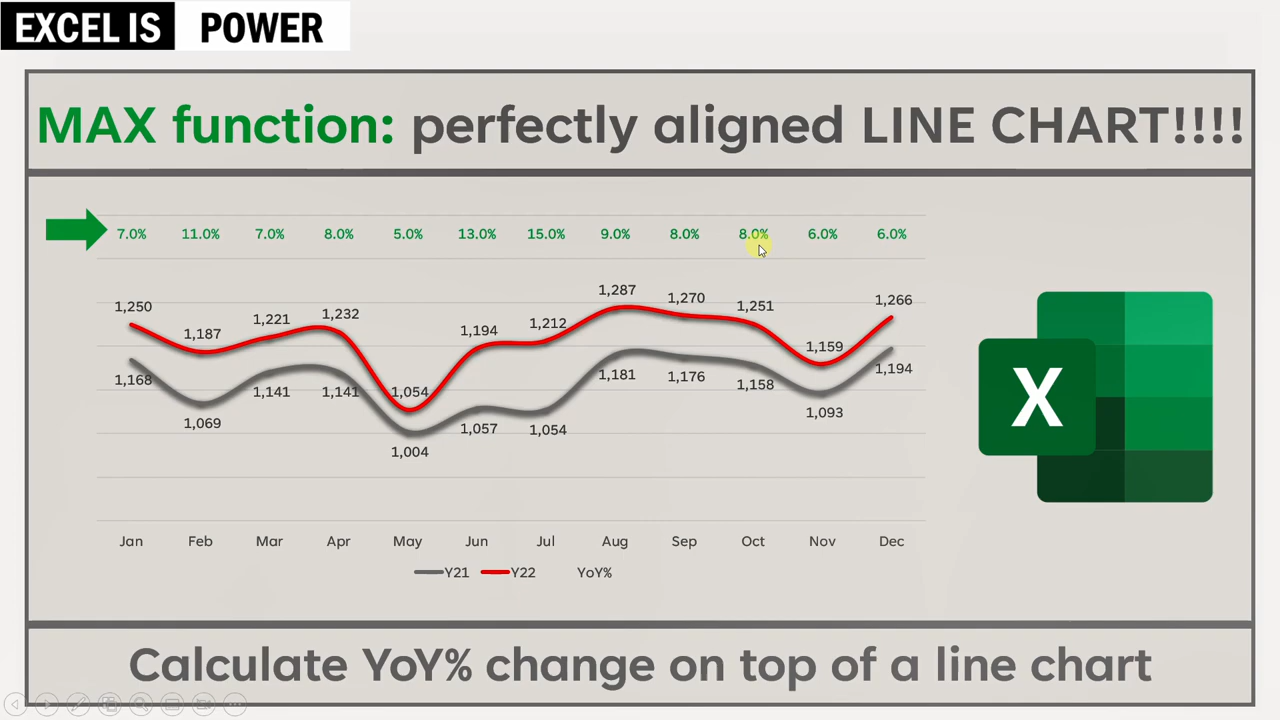 EXCEL IS POWER
MAX function: perfectly aligned LINE CHART!!!!
7.0% 11.0% 7.0% 8.0% 5.0% 13.0% 15.0% 9.0% 8.0% 8.0% 6.0% 6.0%
1,250 1,187 1,221 1,232 1,054 1,194 1,212 1,287 1,270 1,251 1,159 1,266
1,168 1,069 1,141 1,141 1,004 1,057 1,054 1,181 1,176 1,158 1,093 1,194
X
Jan Feb Mar Apr May Jun Jul Aug Sep Oct Nov Dec
Y21 Y22 YoY%
Calculate YoY% change on top of a line chart